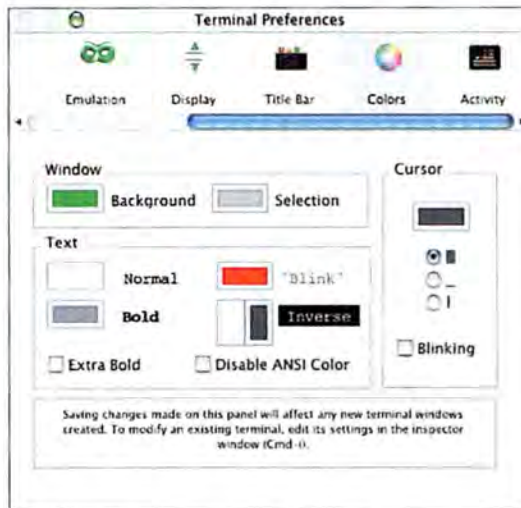 Terminal Preferences
Emulation Display Title Bar Colors Activity
Window
Background Selection
Cursor
Text
Normal "Blink"
Bold Inverse
Extra Bold Disable ANSI Color
Blinking
Saving changes made on this panel will affect any new terminal windows
created. To modify an existing terminal, edit its settings in the inspector
window (Cmd-i).